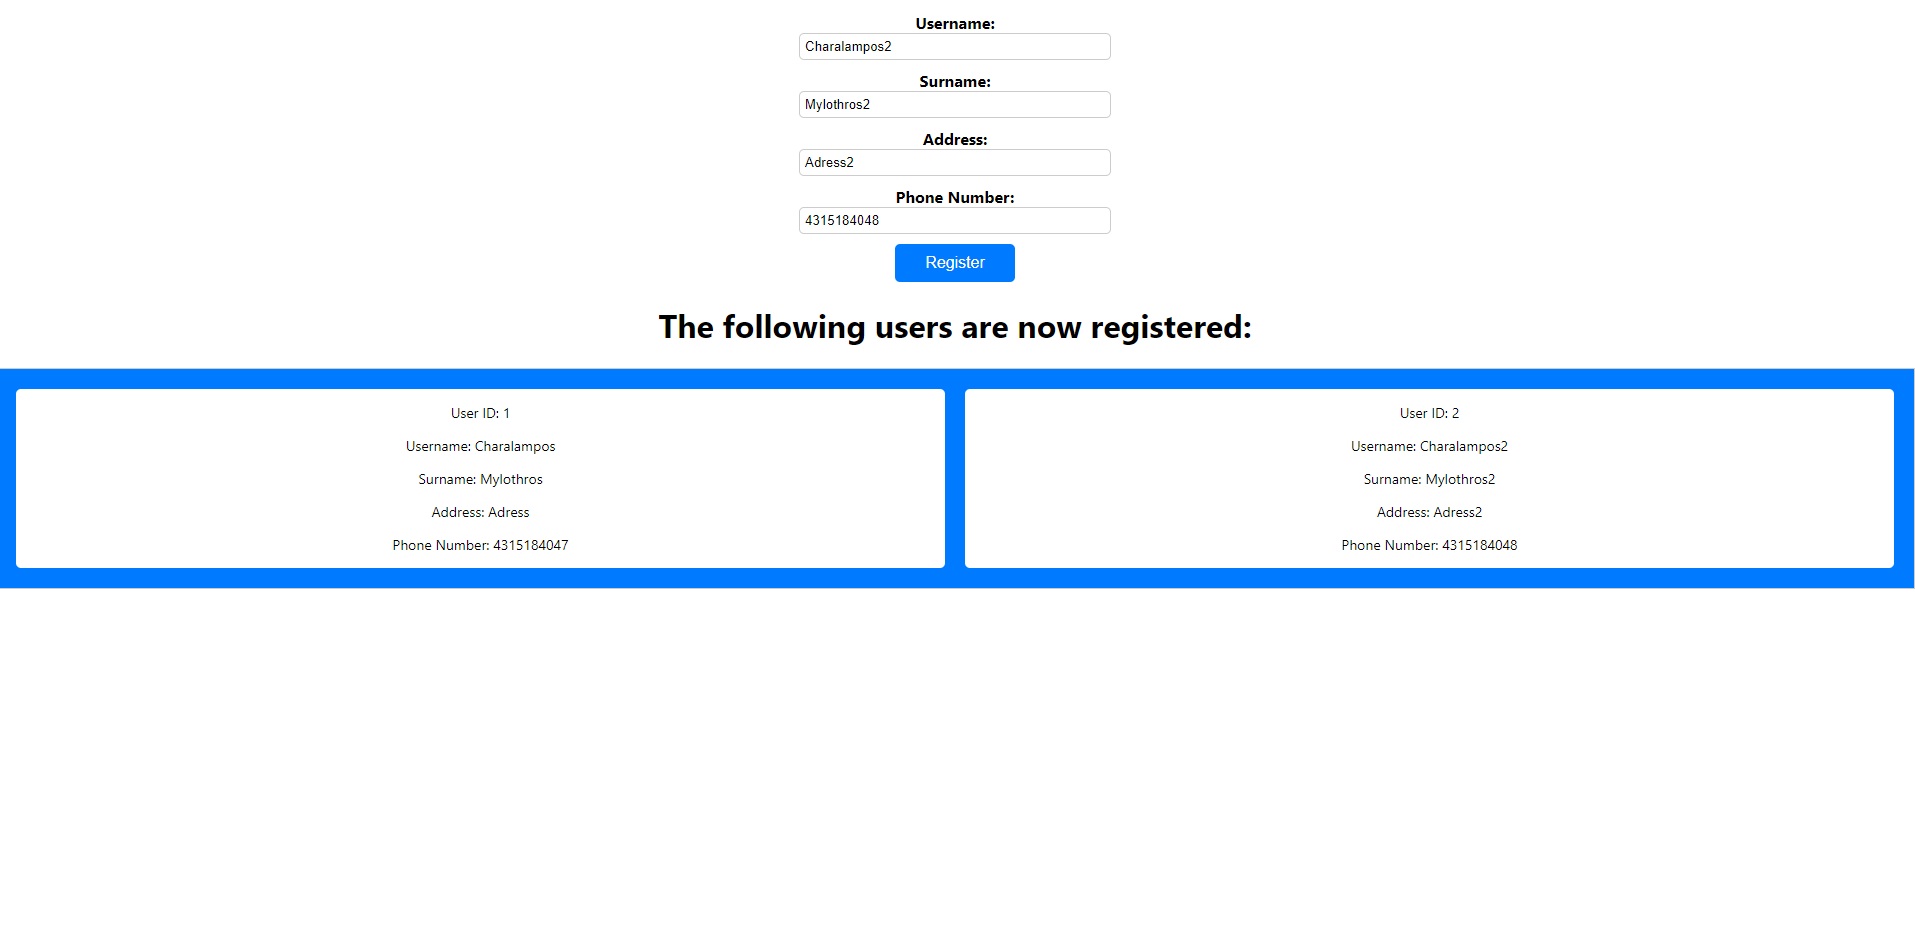 Username:
Charalampos2
Surname:
Mylothros2
Address:
Adress2
Phone Number:
4315184048
Register
The following users are now registered:
User ID: 1
Username: Charalampos
Surname: Mylothros
Address: Adress
Phone Number: 4315184047
User ID: 2
Username: Charalampos2
Surname: Mylothros2
Address: Adress2
Phone Number: 4315184048